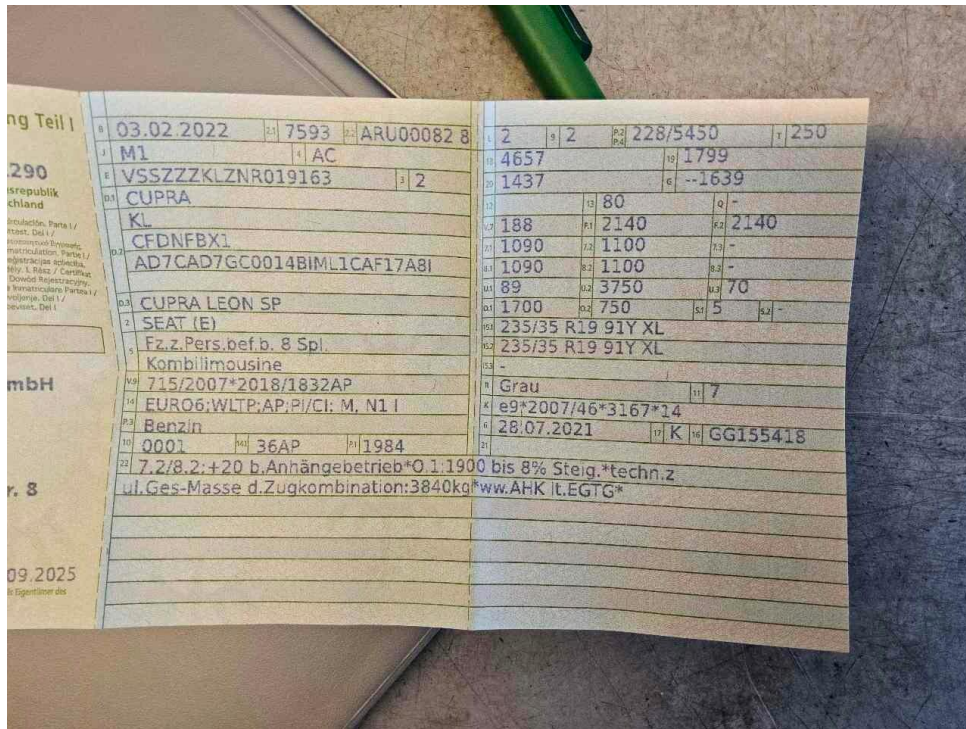 ng Teil I
.290
srepublik
chland
mbH
r. 8
09.2025
B 03.02.2022 2.1 7593 2.2 ARU00082 8
J M1 4 AC
E VSSZZZKLZNR019163 3 2
D.1 CUPRA
KL
D.2 CFDNFBX1
AD7CAD7GC0014BIML1CAF17A8I
D.3 CUPRA LEON SP
2 SEAT (E)
5 Fz.z.Pers.bef.b. 8 Spl.
Kombilimousine
V.9 715/2007*2018/1832AP
14 EURO6;WLTP;AP;PI/CI; M, N1 I
P.3 Benzin
10 0001 14.1 36AP P.1 1984
L 2 9 2 P.2 P.4 228/5450 T 250
18 4657 19 1799
20 1437 G --1639
12 13 80 Q -
V.7 188 F.1 2140 F.2 2140
7.1 1090 7.2 1100 7.3 -
8.1 1090 8.2 1100 8.3 -
U.1 89 U.2 3750 U.3 70
O.1 1700 O.2 750 S.1 5 S.2 -
15.1 235/35 R19 91Y XL
15.2 235/35 R19 91Y XL
15.3 -
R Grau 11 7
K e9*2007/46*3167*14
6 28.07.2021 17 K 16 GG155418
21
22 7.2/8.2:+20 b.Anhängebetrieb*O.1:1900 bis 8% Steig.*techn.z
ul.Ges-Masse d.Zugkombination:3840kg*ww.AHK lt.EGTG*